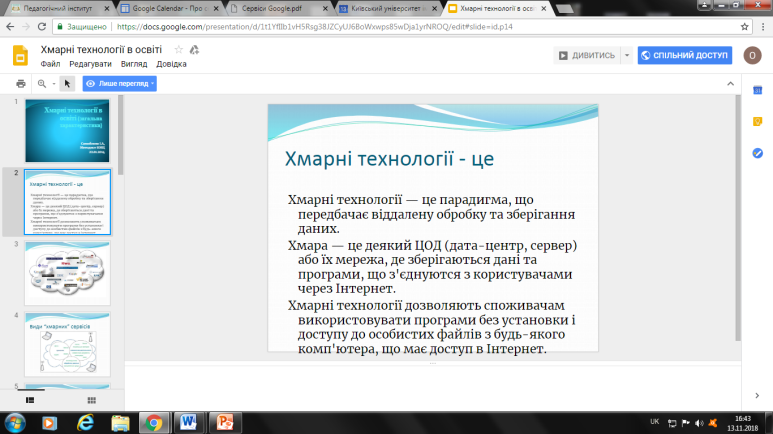 Педагогічний інститут
Google Calendar - Про с
Сервіси Google.pdf
Київський університет і
Хмарні технології в осві
Защищено
https://docs.google.com/presentation/d/
edit#slide=id.p14
Хмарні технології в освіті
Файл Редагувати Вигляд Довідка
ДИВИТИСЬ
СПІЛЬНИЙ ДОСТУП
О
Лише перегляд
1
Хмарні технології в
освіті (загальна
характеристика)
2
Хмарні технології - це
3
4
Види "хмарних" сервісів
5
Хмарні технології - це
Хмарні технології — це парадигма, що
передбачає віддалену обробку та зберігання
даних.
Хмара — це деякий ЦОД (дата-центр, сервер)
або їх мережа, де зберігаються дані та
програми, що з'єднуются з користувачами
через Інтернет.
Хмарні технології дозволяють споживачам
використовувати програми без установки і
доступу до особистих файлів з будь-якого
комп'ютера, що має доступ в Інтернет.
UK
16:43
13.11.2018